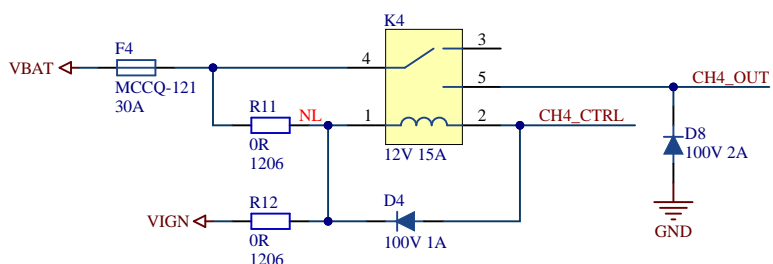 K4
F4
3
4
VBAT
MCCQ-121
30A
5
CH4_OUT
R11
NL
1
2
CH4_CTRL
0R
1206
12V 15A
D8
100V 2A
R12
D4
VIGN
0R
1206
100V 1A
GND